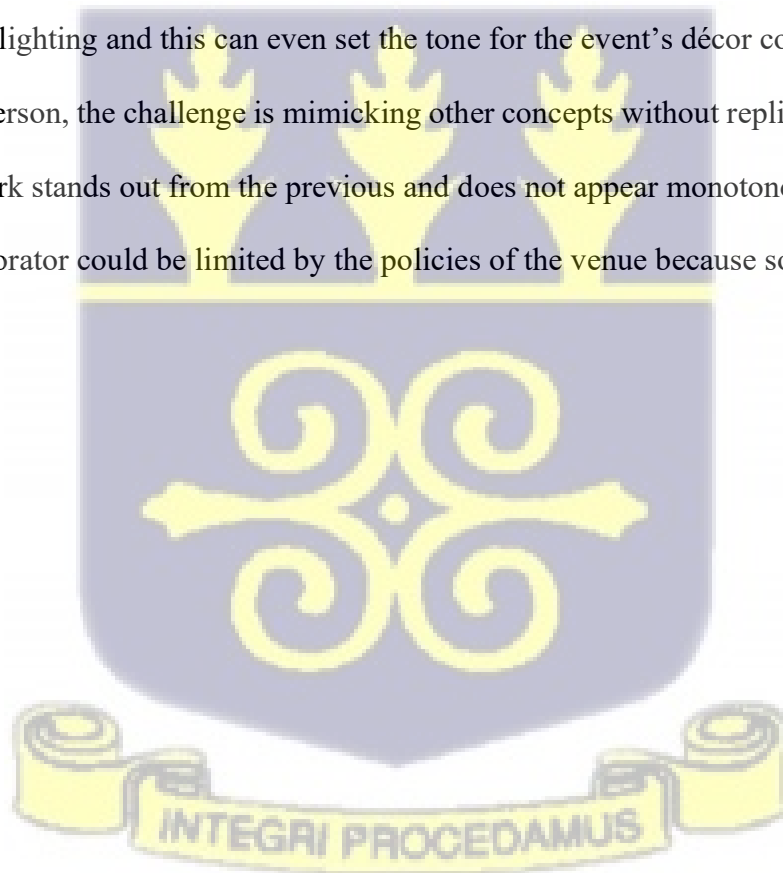 lighting and this can even set the tone for the event’s décor co
erson, the challenge is mimicking other concepts without repli
rk stands out from the previous and does not appear monotono
orator could be limited by the policies of the venue because so
INTEGRI PROCEDAMUS